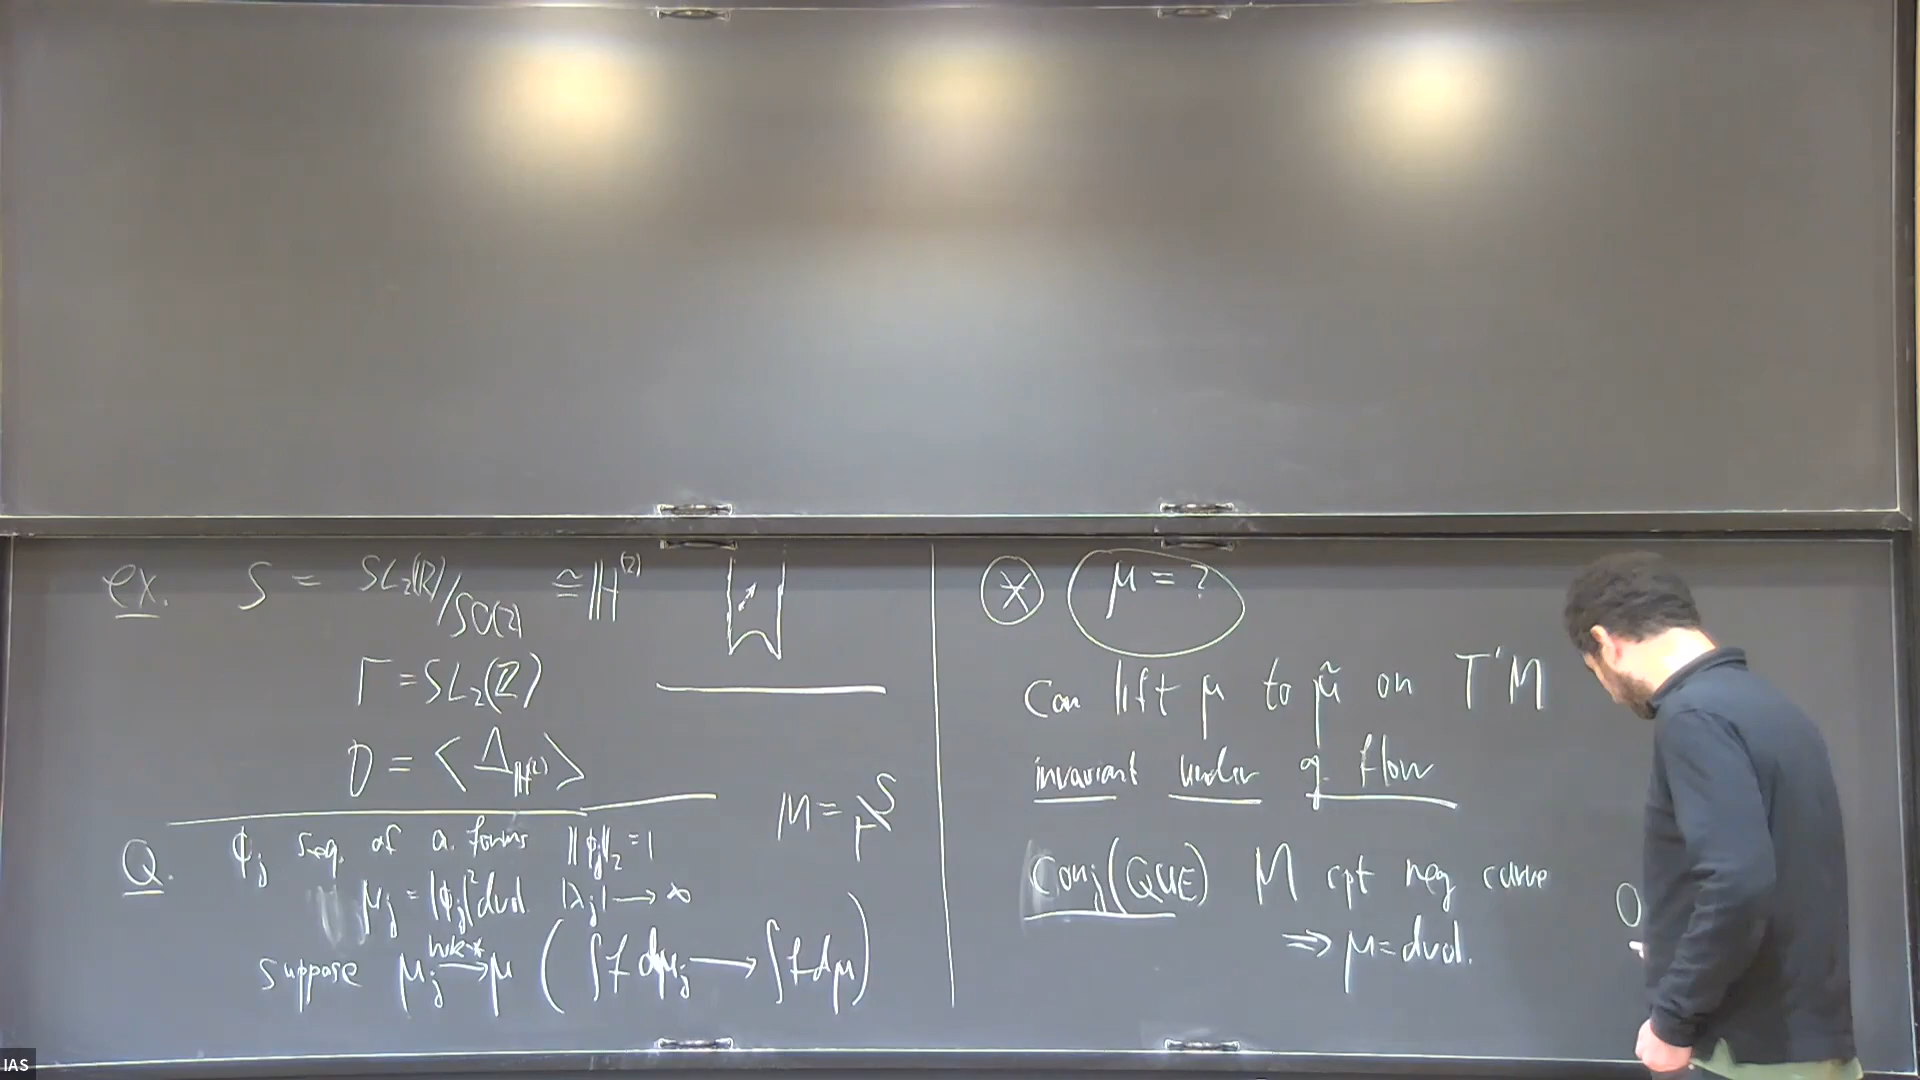 ex. S = SL₂(ℝ)/SO(2) ≅ ℍ⁽²⁾
Γ = SL₂(ℤ)
D = <Δ_ℍ⁽²⁾>
M = Γ\S
Q. ϕⱼ seq. of a. forms ‖ϕⱼ‖₂ = 1
μⱼ = |ϕⱼ|² dvol |λⱼ| → ∞
suppose μⱼ wk-* → μ ( ∫f dμⱼ → ∫f dμ )
⊛ μ = ?
Can lift μ to μ̃ on T¹M
invariant under g. flow
Conj (QUE) M cpt neg curve
⇒ μ = dvol.
IAS